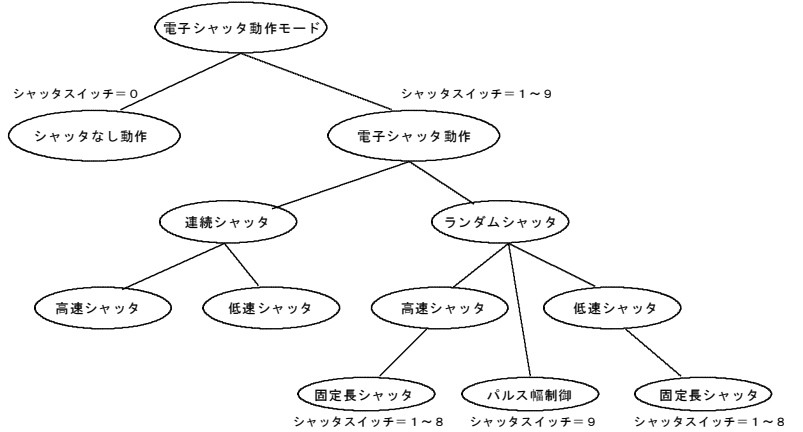 電子シャッタ動作モード
シャッタスイッチ＝０
シャッタスイッチ＝１～９
シャッタなし動作
電子シャッタ動作
連続シャッタ
ランダムシャッタ
高速シャッタ
低速シャッタ
高速シャッタ
低速シャッタ
固定長シャッタ
パルス幅制御
固定長シャッタ
シャッタスイッチ＝１～８
シャッタスイッチ＝９
シャッタスイッチ＝１～８